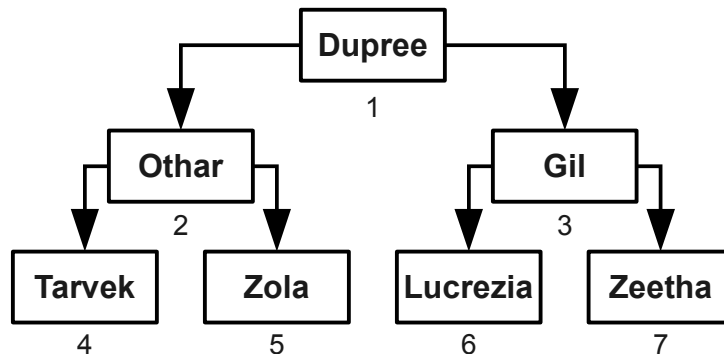 Dupree
1
Othar
Gil
2
3
Tarvek
Zola
Lucrezia
Zeetha
4
5
6
7